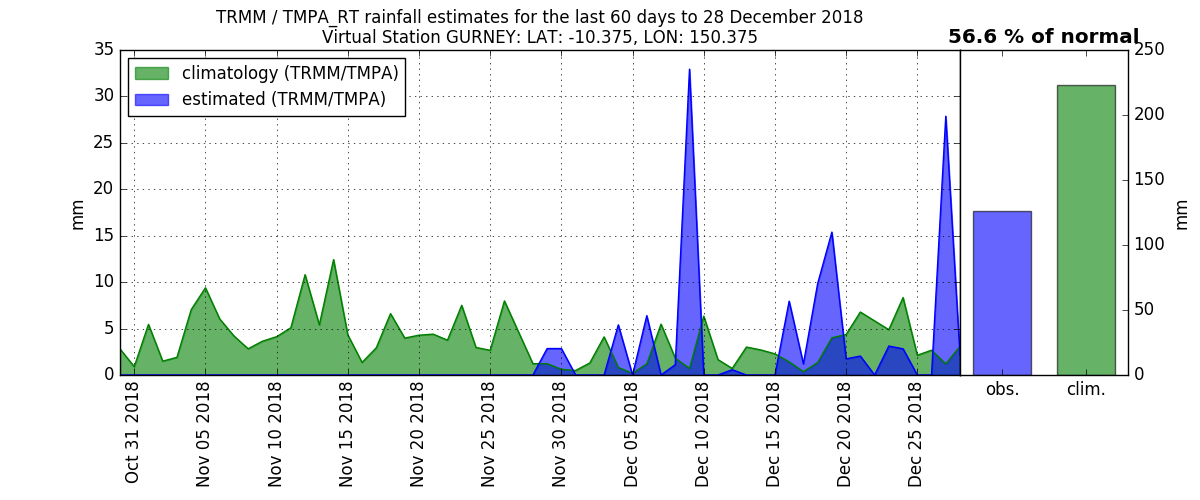 TRMM / TMPA_RT rainfall estimates for the last 60 days to 28 December 2018
Virtual Station GURNEY: LAT: -10.375, LON: 150.375
56.6 % of normal
climatology (TRMM/TMPA)
estimated (TRMM/TMPA)
35
30
25
20
15
10
5
0
mm
Oct 31 2018
Nov 05 2018
Nov 10 2018
Nov 15 2018
Nov 20 2018
Nov 25 2018
Nov 30 2018
Dec 05 2018
Dec 10 2018
Dec 15 2018
Dec 20 2018
Dec 25 2018
obs.
clim.
250
200
150
100
50
0
mm